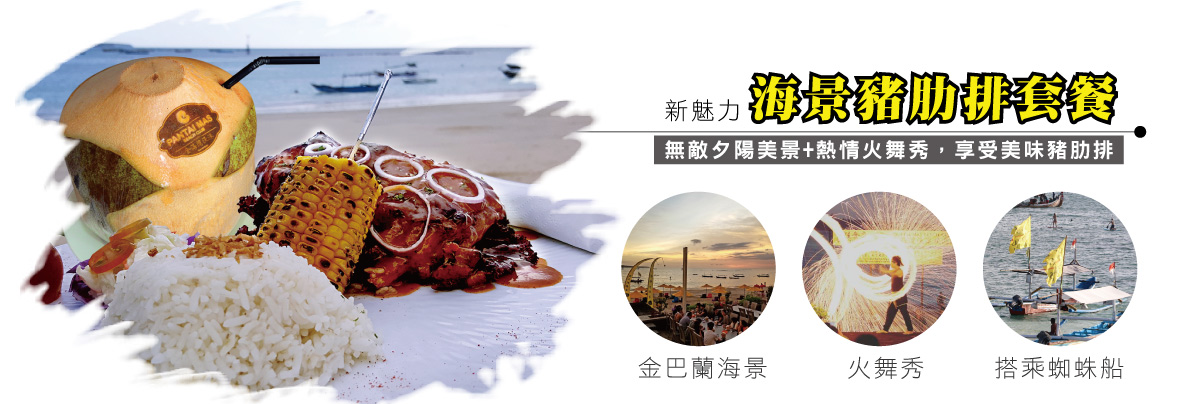 PANTAI MAS
新魅力 海景豬肋排套餐
無敵夕陽美景+熱情火舞秀，享受美味豬肋排
金巴蘭海景
火舞秀
搭乘蜘蛛船